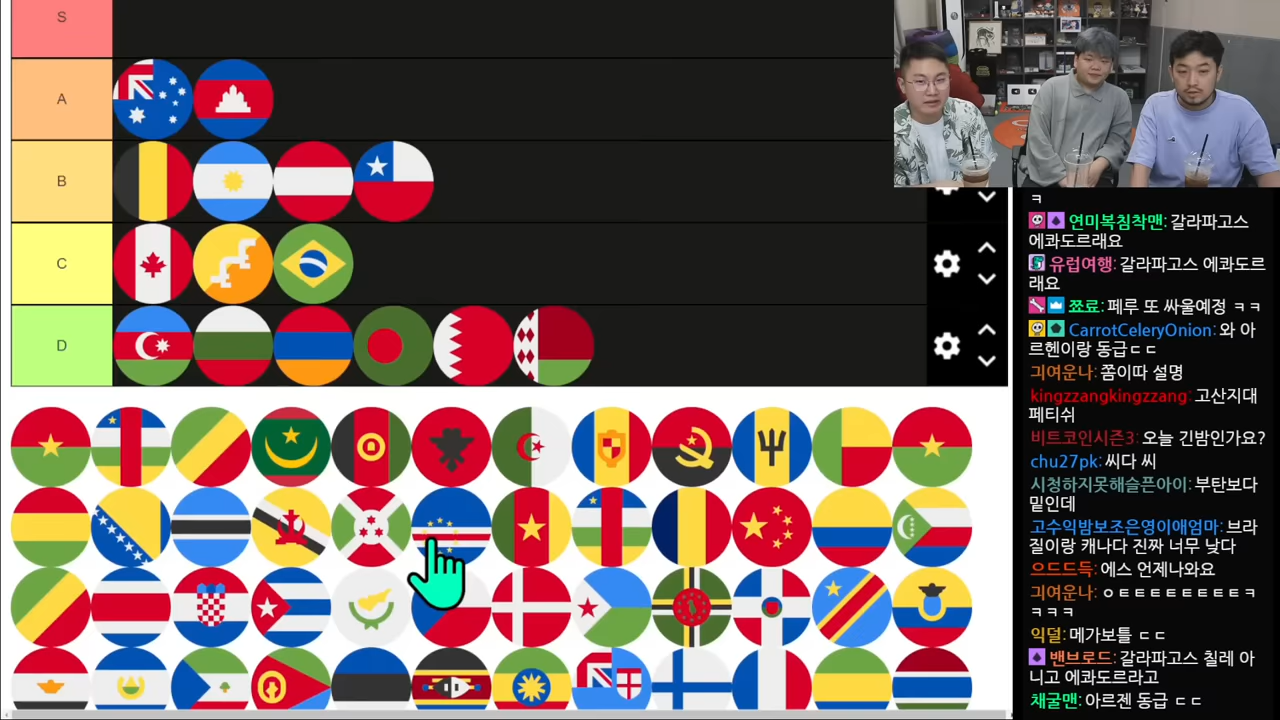 S
A
B
C
D
ㅋ
연미복침착맨: 갈라파고스
에콰도르래요
유럽여행: 갈라파고스 에콰도르
래요
쪼료: 페루 또 싸울예정 ㅋㅋ
CarrotCeleryOnion: 와 아
르헨이랑 동급ㄷㄷ
긔여운나: 쫌이따 설명
kingzzangkingzzang: 고산지대
페티쉬
비트코인시즌3: 오늘 긴밤인가요?
chu27pk: 씨다 씨
시청하지못해슬픈아이: 부탄보다
밑인데
고수익밤보조은영이애엄마: 브라
질이랑 캐나다 진짜 너무 낮다
으드드득: 에스 언제나와요
긔여운나: ㅇㅌㅌㅌㅌㅌㅌㅌㅌㅋ
ㅋㅋㅋ
익덜: 메가보틀 ㄷㄷ
밴브로드: 갈라파고스 칠레 아
니고 에콰도르라고
채굴맨: 아르젠 동급 ㄷㄷ